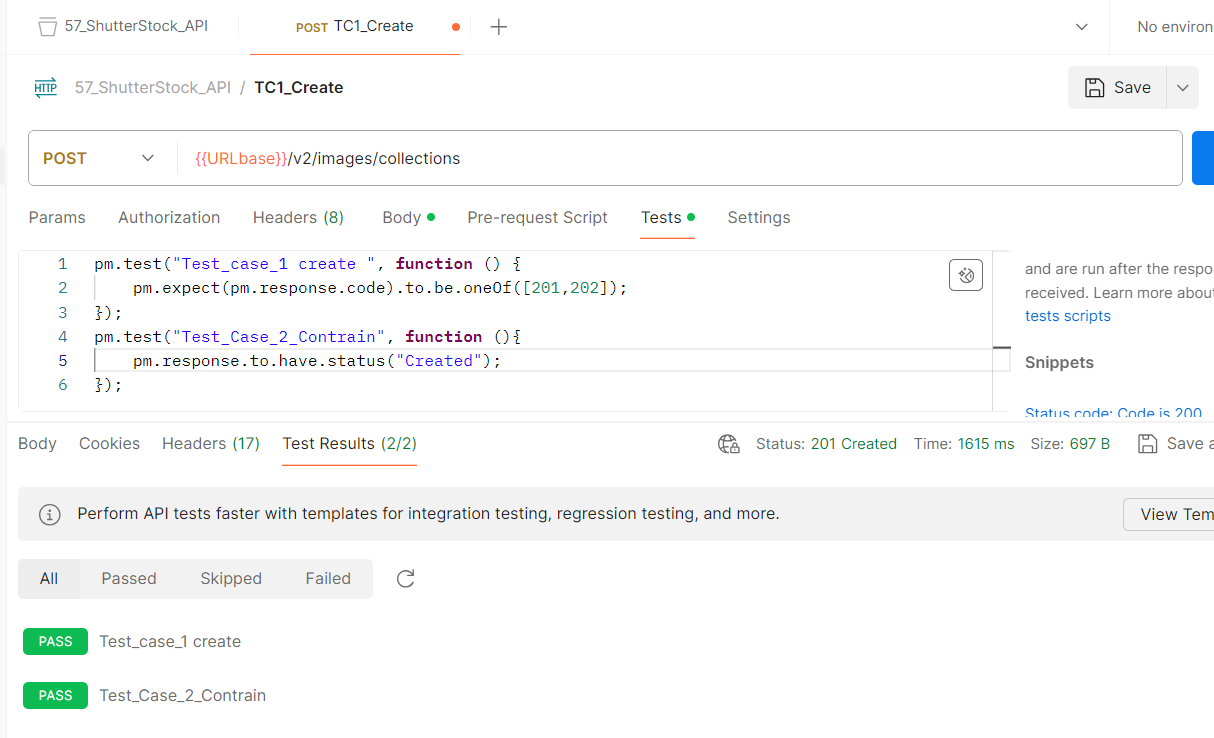 57_ShutterStock_API
POST TC1_Create
No environ
HTTP 57_ShutterStock_API / TC1_Create
Save
POST
{{URLbase}}/v2/images/collections
Params Authorization Headers (8) Body Pre-request Script Tests Settings
1 pm.test("Test_case_1 create ", function () {
2 pm.expect(pm.response.code).to.be.oneOf([201,202]);
3 });
4 pm.test("Test_Case_2_Contrain", function (){
5 pm.response.to.have.status("Created");
6 });
and are run after the respo
received. Learn more about
tests scripts
Snippets
Status code: Code is 200
Body Cookies Headers (17) Test Results (2/2)
Status: 201 Created Time: 1615 ms Size: 697 B Save a
Perform API tests faster with templates for integration testing, regression testing, and more.
View Tem
All Passed Skipped Failed
PASS Test_case_1 create
PASS Test_Case_2_Contrain